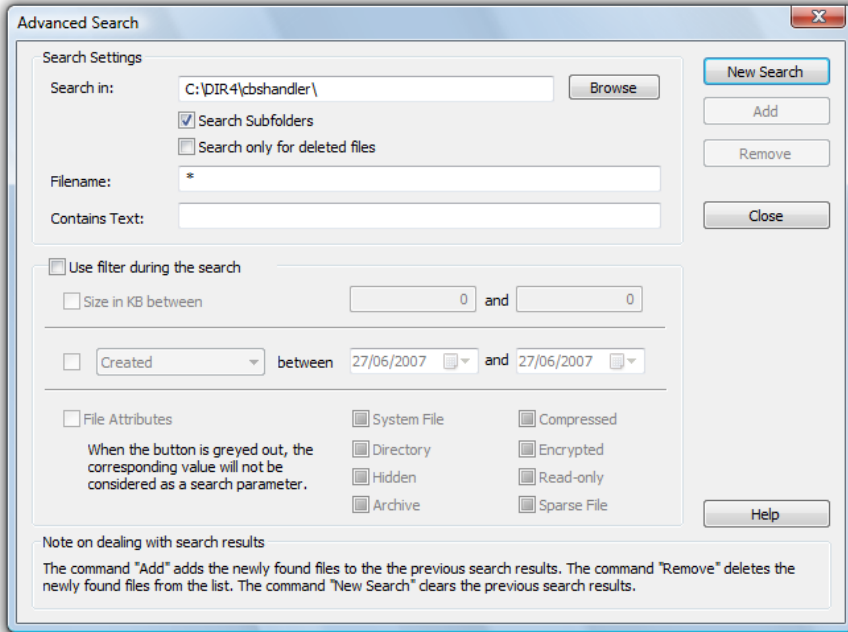 Advanced Search
Search Settings
Search in: C:\DIR4\cbshandler\ Browse
Search Subfolders
Search only for deleted files
Filename: *
Contains Text:
New Search
Add
Remove
Close
Use filter during the search
Size in KB between 0 and 0
Created between 27/06/2007 and 27/06/2007
File Attributes
When the button is greyed out, the
corresponding value will not be
considered as a search parameter.
System File Compressed
Directory Encrypted
Hidden Read-only
Archive Sparse File
Help
Note on dealing with search results
The command "Add" adds the newly found files to the the previous search results. The command "Remove" deletes the
newly found files from the list. The command "New Search" clears the previous search results.